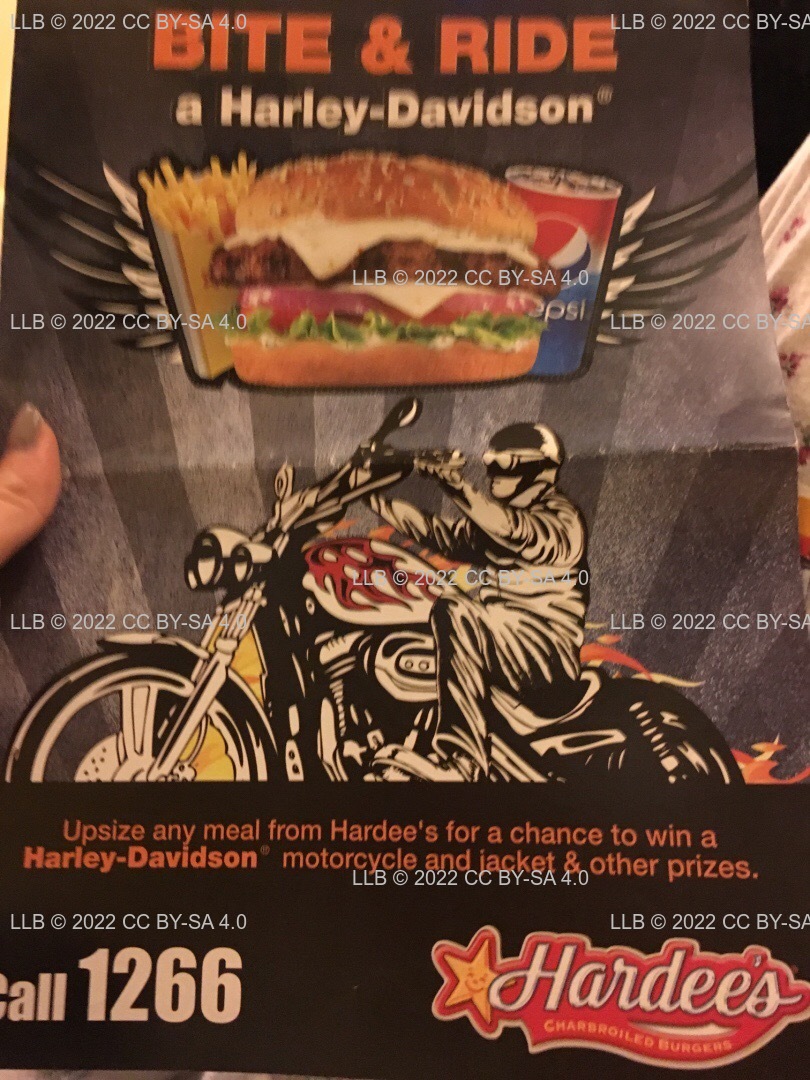 BITE & RIDE
a Harley-Davidson®
epsi
Upsize any meal from Hardee's for a chance to win a
Harley-Davidson® motorcycle and jacket & other prizes.
Call 1266
Hardee's
CHARBROILED BURGERS
LLB © 2022 CC BY-SA 4.0
LLB © 2022 CC BY-SA
LLB © 2022 CC BY-SA 4.0
LLB © 2022 CC BY-SA 4.0
LLB © 2022 CC BY-SA
LLB © 2022 CC BY-SA 4.0
LLB © 2022 CC BY-SA 4.0
LLB © 2022 CC BY-SA
LLB © 2022 CC BY-SA 4.0
LLB © 2022 CC BY-SA 4.0
LLB © 2022 CC BY-SA